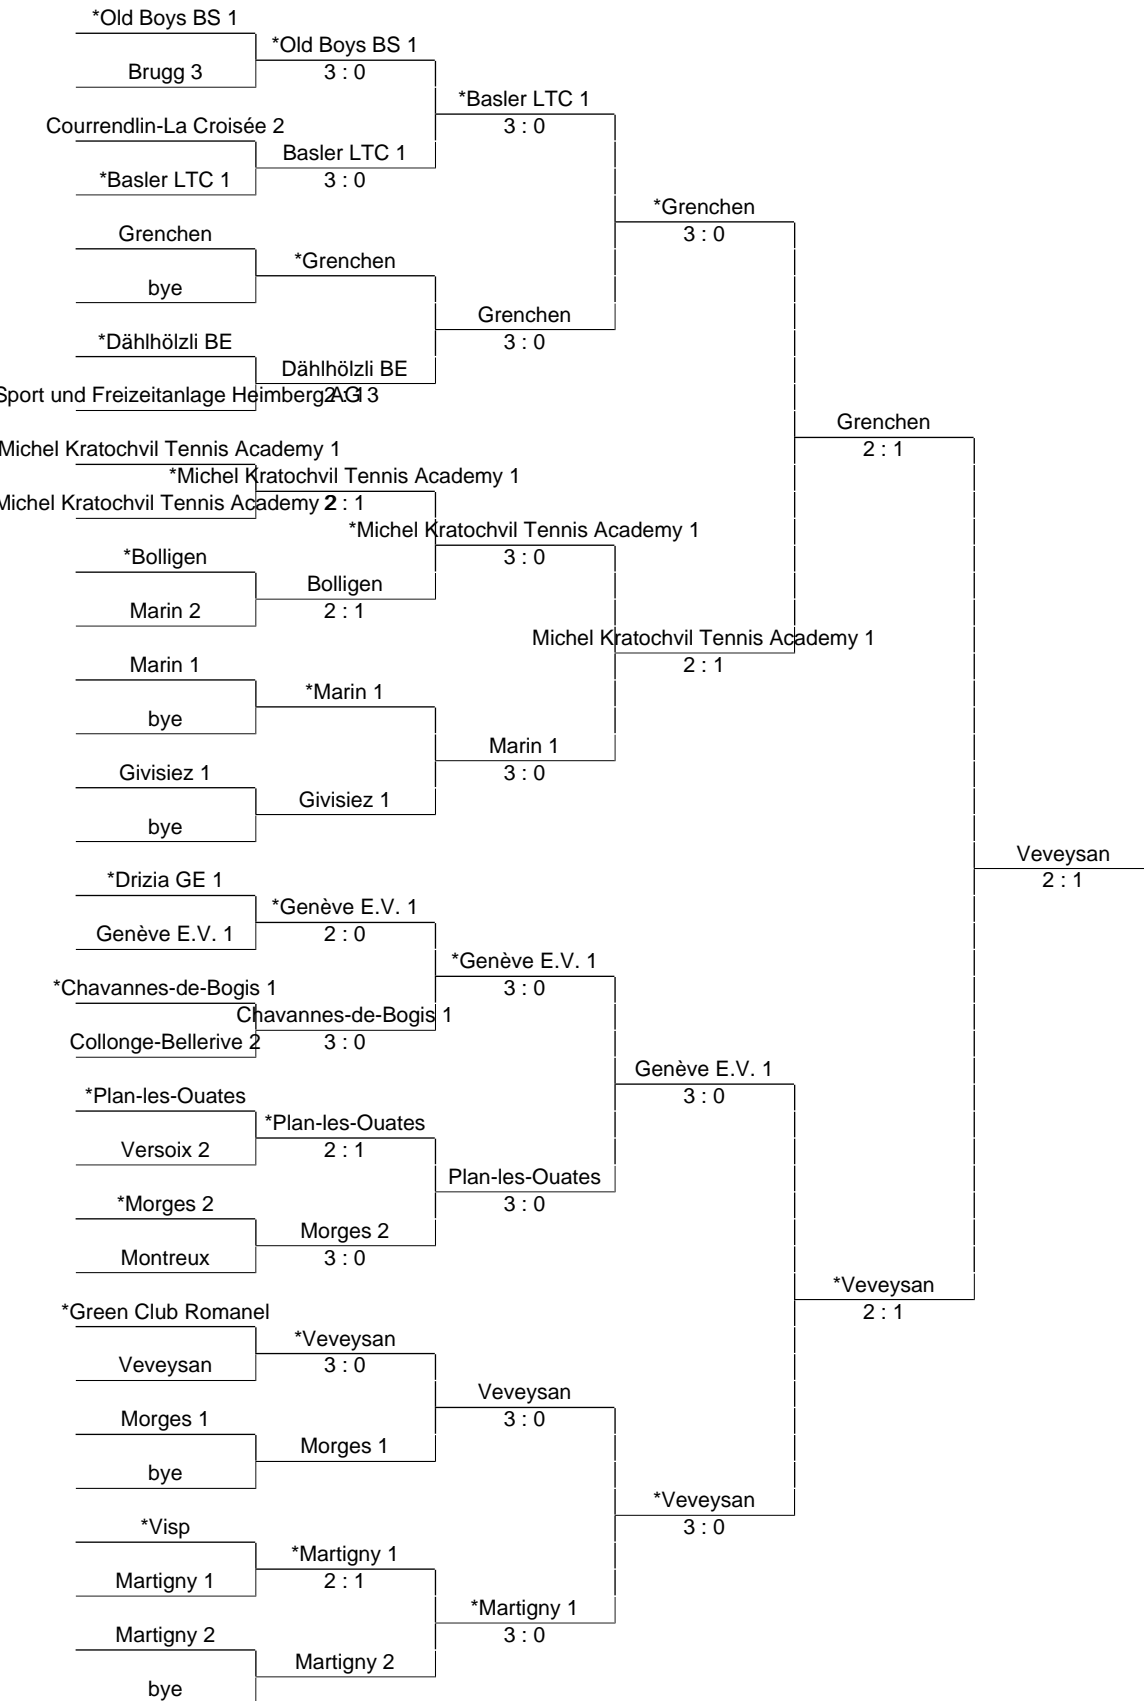 *Old Boys BS 1
*Old Boys BS 1
Brugg 3
3 : 0
*Basler LTC 1
Courrendlin-La Croisée 2
3 : 0
Basler LTC 1
*Basler LTC 1
3 : 0
*Grenchen
Grenchen
3 : 0
*Grenchen
bye
Grenchen
*Dählhölzli BE
3 : 0
Dählhölzli BE
Sport und Freizeitanlage Heimberg AG 3
2 : 1
Grenchen
Michel Kratochvil Tennis Academy 1
2 : 1
*Michel Kratochvil Tennis Academy 1
Michel Kratochvil Tennis Academy 2
2 : 1
*Michel Kratochvil Tennis Academy 1
*Bolligen
3 : 0
Bolligen
Marin 2
2 : 1
Michel Kratochvil Tennis Academy 1
Marin 1
2 : 1
*Marin 1
bye
Marin 1
Givisiez 1
3 : 0
Givisiez 1
bye
Veveysan
*Drizia GE 1
2 : 1
*Genève E.V. 1
Genève E.V. 1
2 : 0
*Genève E.V. 1
*Chavannes-de-Bogis 1
3 : 0
Chavannes-de-Bogis 1
Collonge-Bellerive 2
3 : 0
Genève E.V. 1
*Plan-les-Ouates
3 : 0
*Plan-les-Ouates
Versoix 2
2 : 1
Plan-les-Ouates
*Morges 2
3 : 0
Morges 2
Montreux
3 : 0
*Veveysan
*Green Club Romanel
2 : 1
*Veveysan
Veveysan
3 : 0
Veveysan
Morges 1
3 : 0
Morges 1
bye
*Veveysan
*Visp
3 : 0
*Martigny 1
Martigny 1
2 : 1
*Martigny 1
Martigny 2
3 : 0
Martigny 2
bye